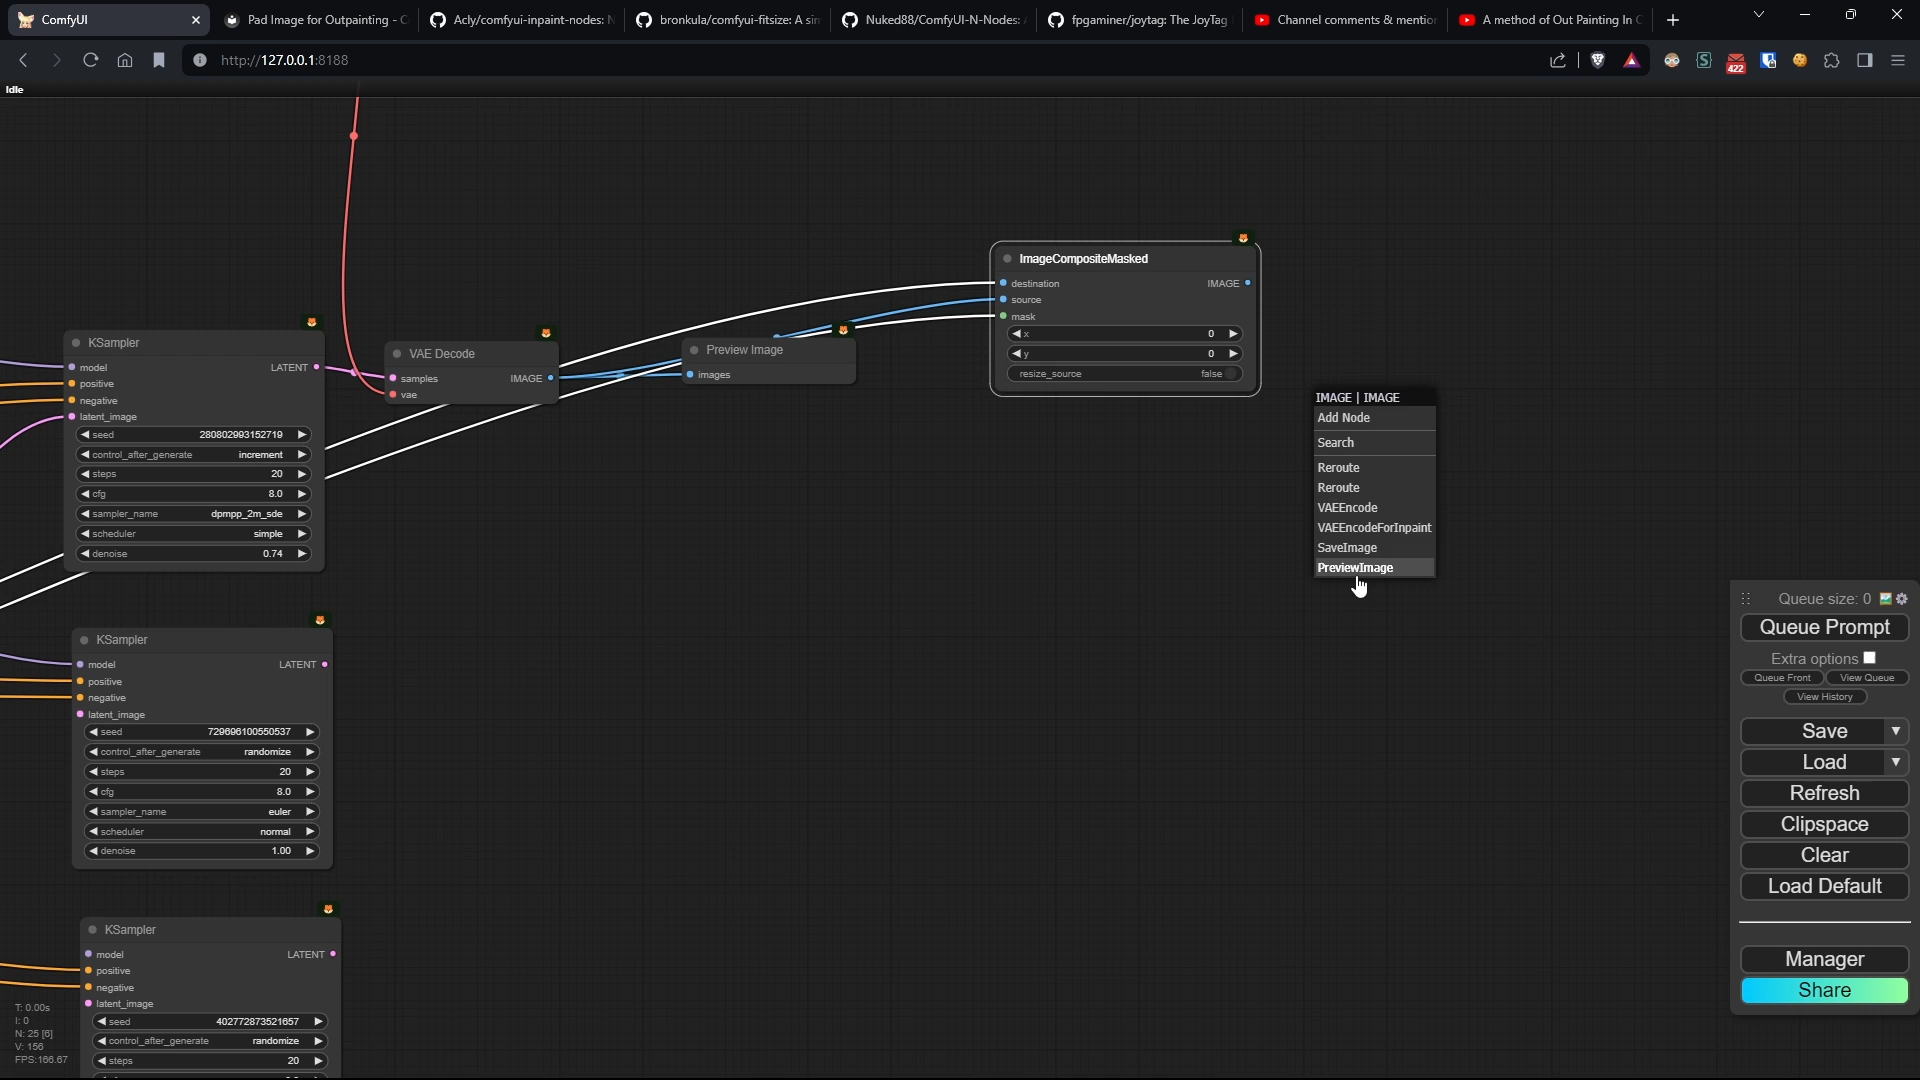 ComfyUI
Pad Image for Outpainting - C
Acly/comfyui-inpaint-nodes: N
bronkula/comfyui-fitsize: A sim
Nuked88/ComfyUI-N-Nodes: A
fpgaminer/joytag: The JoyTag
Channel comments & mention
A method of Out Painting In C
http://127.0.0.1:8188
422
Idle
ImageCompositeMasked
destination
IMAGE
source
mask
x 0
y 0
resize_source false
KSampler
model
LATENT
positive
negative
latent_image
seed 280802993152719
control_after_generate increment
steps 20
cfg 8.0
sampler_name dpmpp_2m_sde
scheduler simple
denoise 0.74
VAE Decode
samples
IMAGE
vae
Preview Image
images
IMAGE | IMAGE
Add Node
Search
Reroute
Reroute
VAEEncode
VAEEncodeForInpaint
SaveImage
PreviewImage
KSampler
model
LATENT
positive
negative
latent_image
seed 729696100550537
control_after_generate randomize
steps 20
cfg 8.0
sampler_name euler
scheduler normal
denoise 1.00
KSampler
model
LATENT
positive
negative
latent_image
seed 402772873521657
control_after_generate randomize
steps 20
T: 0.00s
I: 0
N: 25 [6]
V: 156
FPS:166.67
Queue size: 0
Queue Prompt
Extra options
Queue Front
View Queue
View History
Save
Load
Refresh
Clipspace
Clear
Load Default
Manager
Share